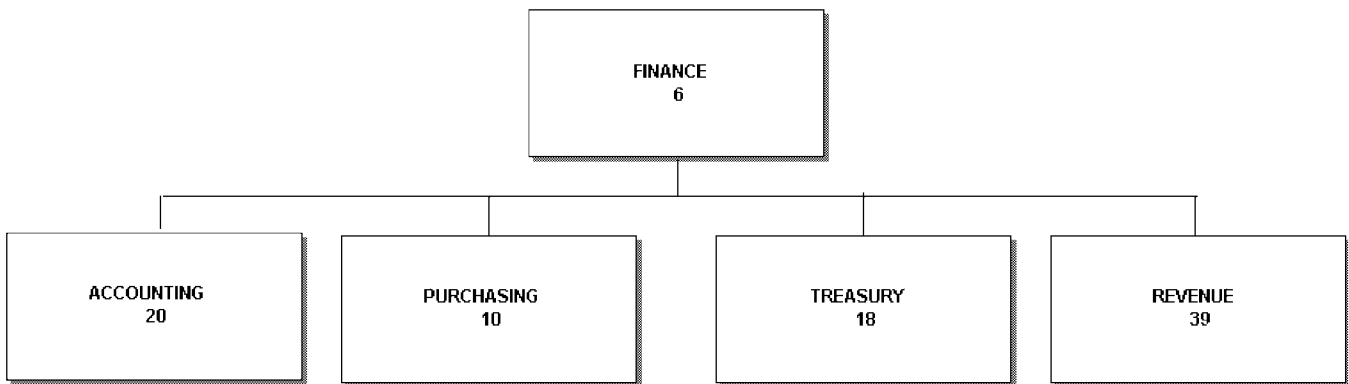 FINANCE
6
ACCOUNTING
20
PURCHASING
10
TREASURY
18
REVENUE
39